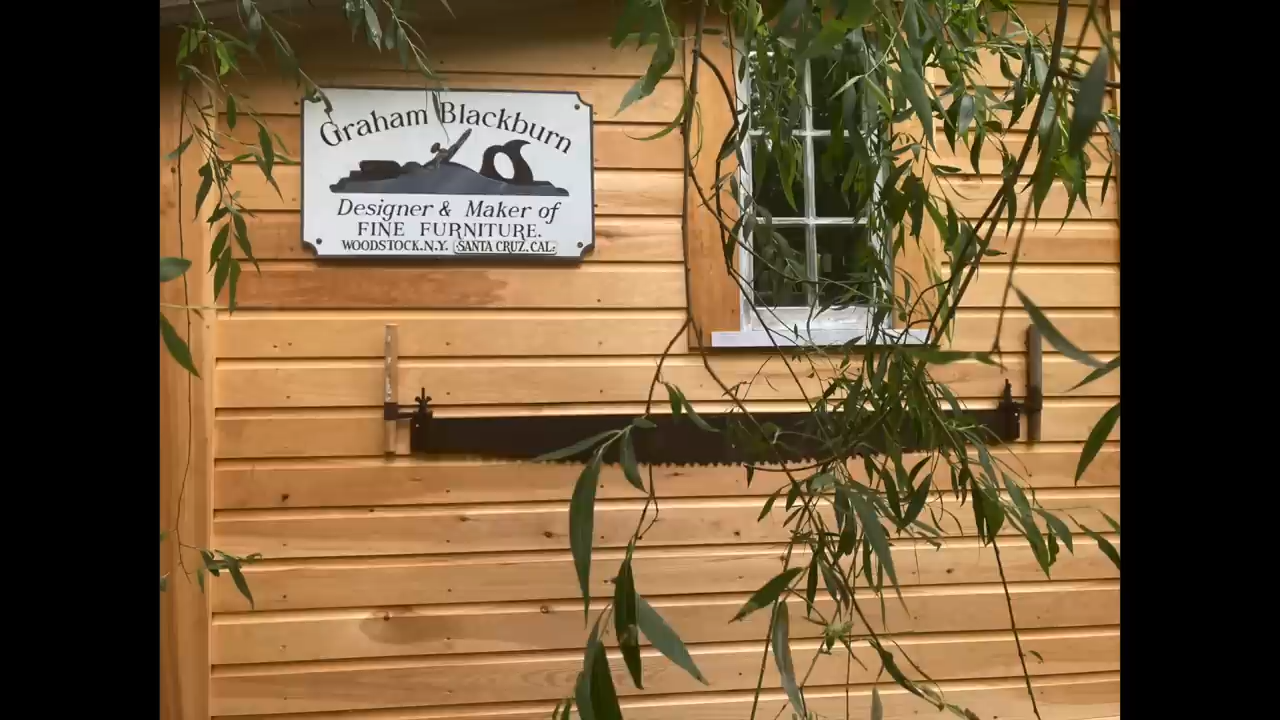 Graham Blackburn
Designer & Maker of
FINE FURNITURE.
WOODSTOCK.N.Y. SANTA CRUZ. CAL.